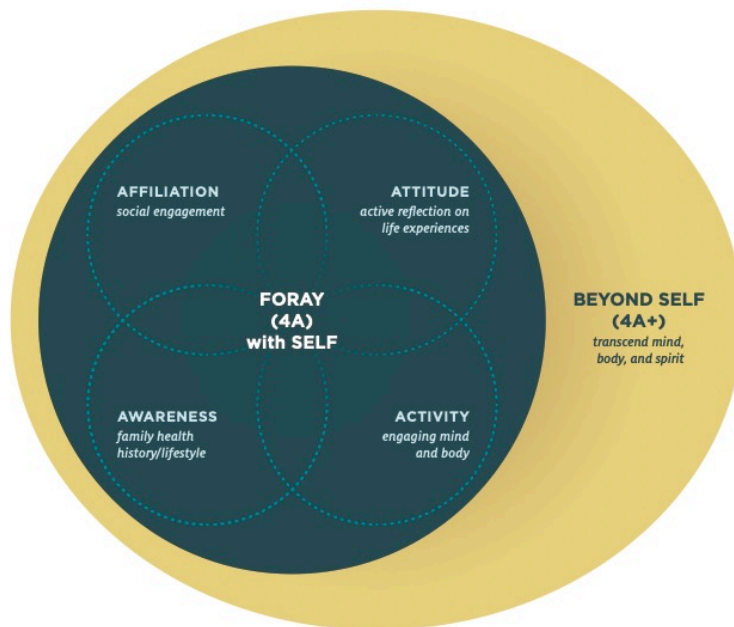 AFFILIATION
social engagement
ATTITUDE
active reflection on
life experiences
FORAY
(4A)
with SELF
BEYOND SELF
(4A+)
transcend mind,
body, and spirit
AWARENESS
family health
history/lifestyle
ACTIVITY
engaging mind
and body